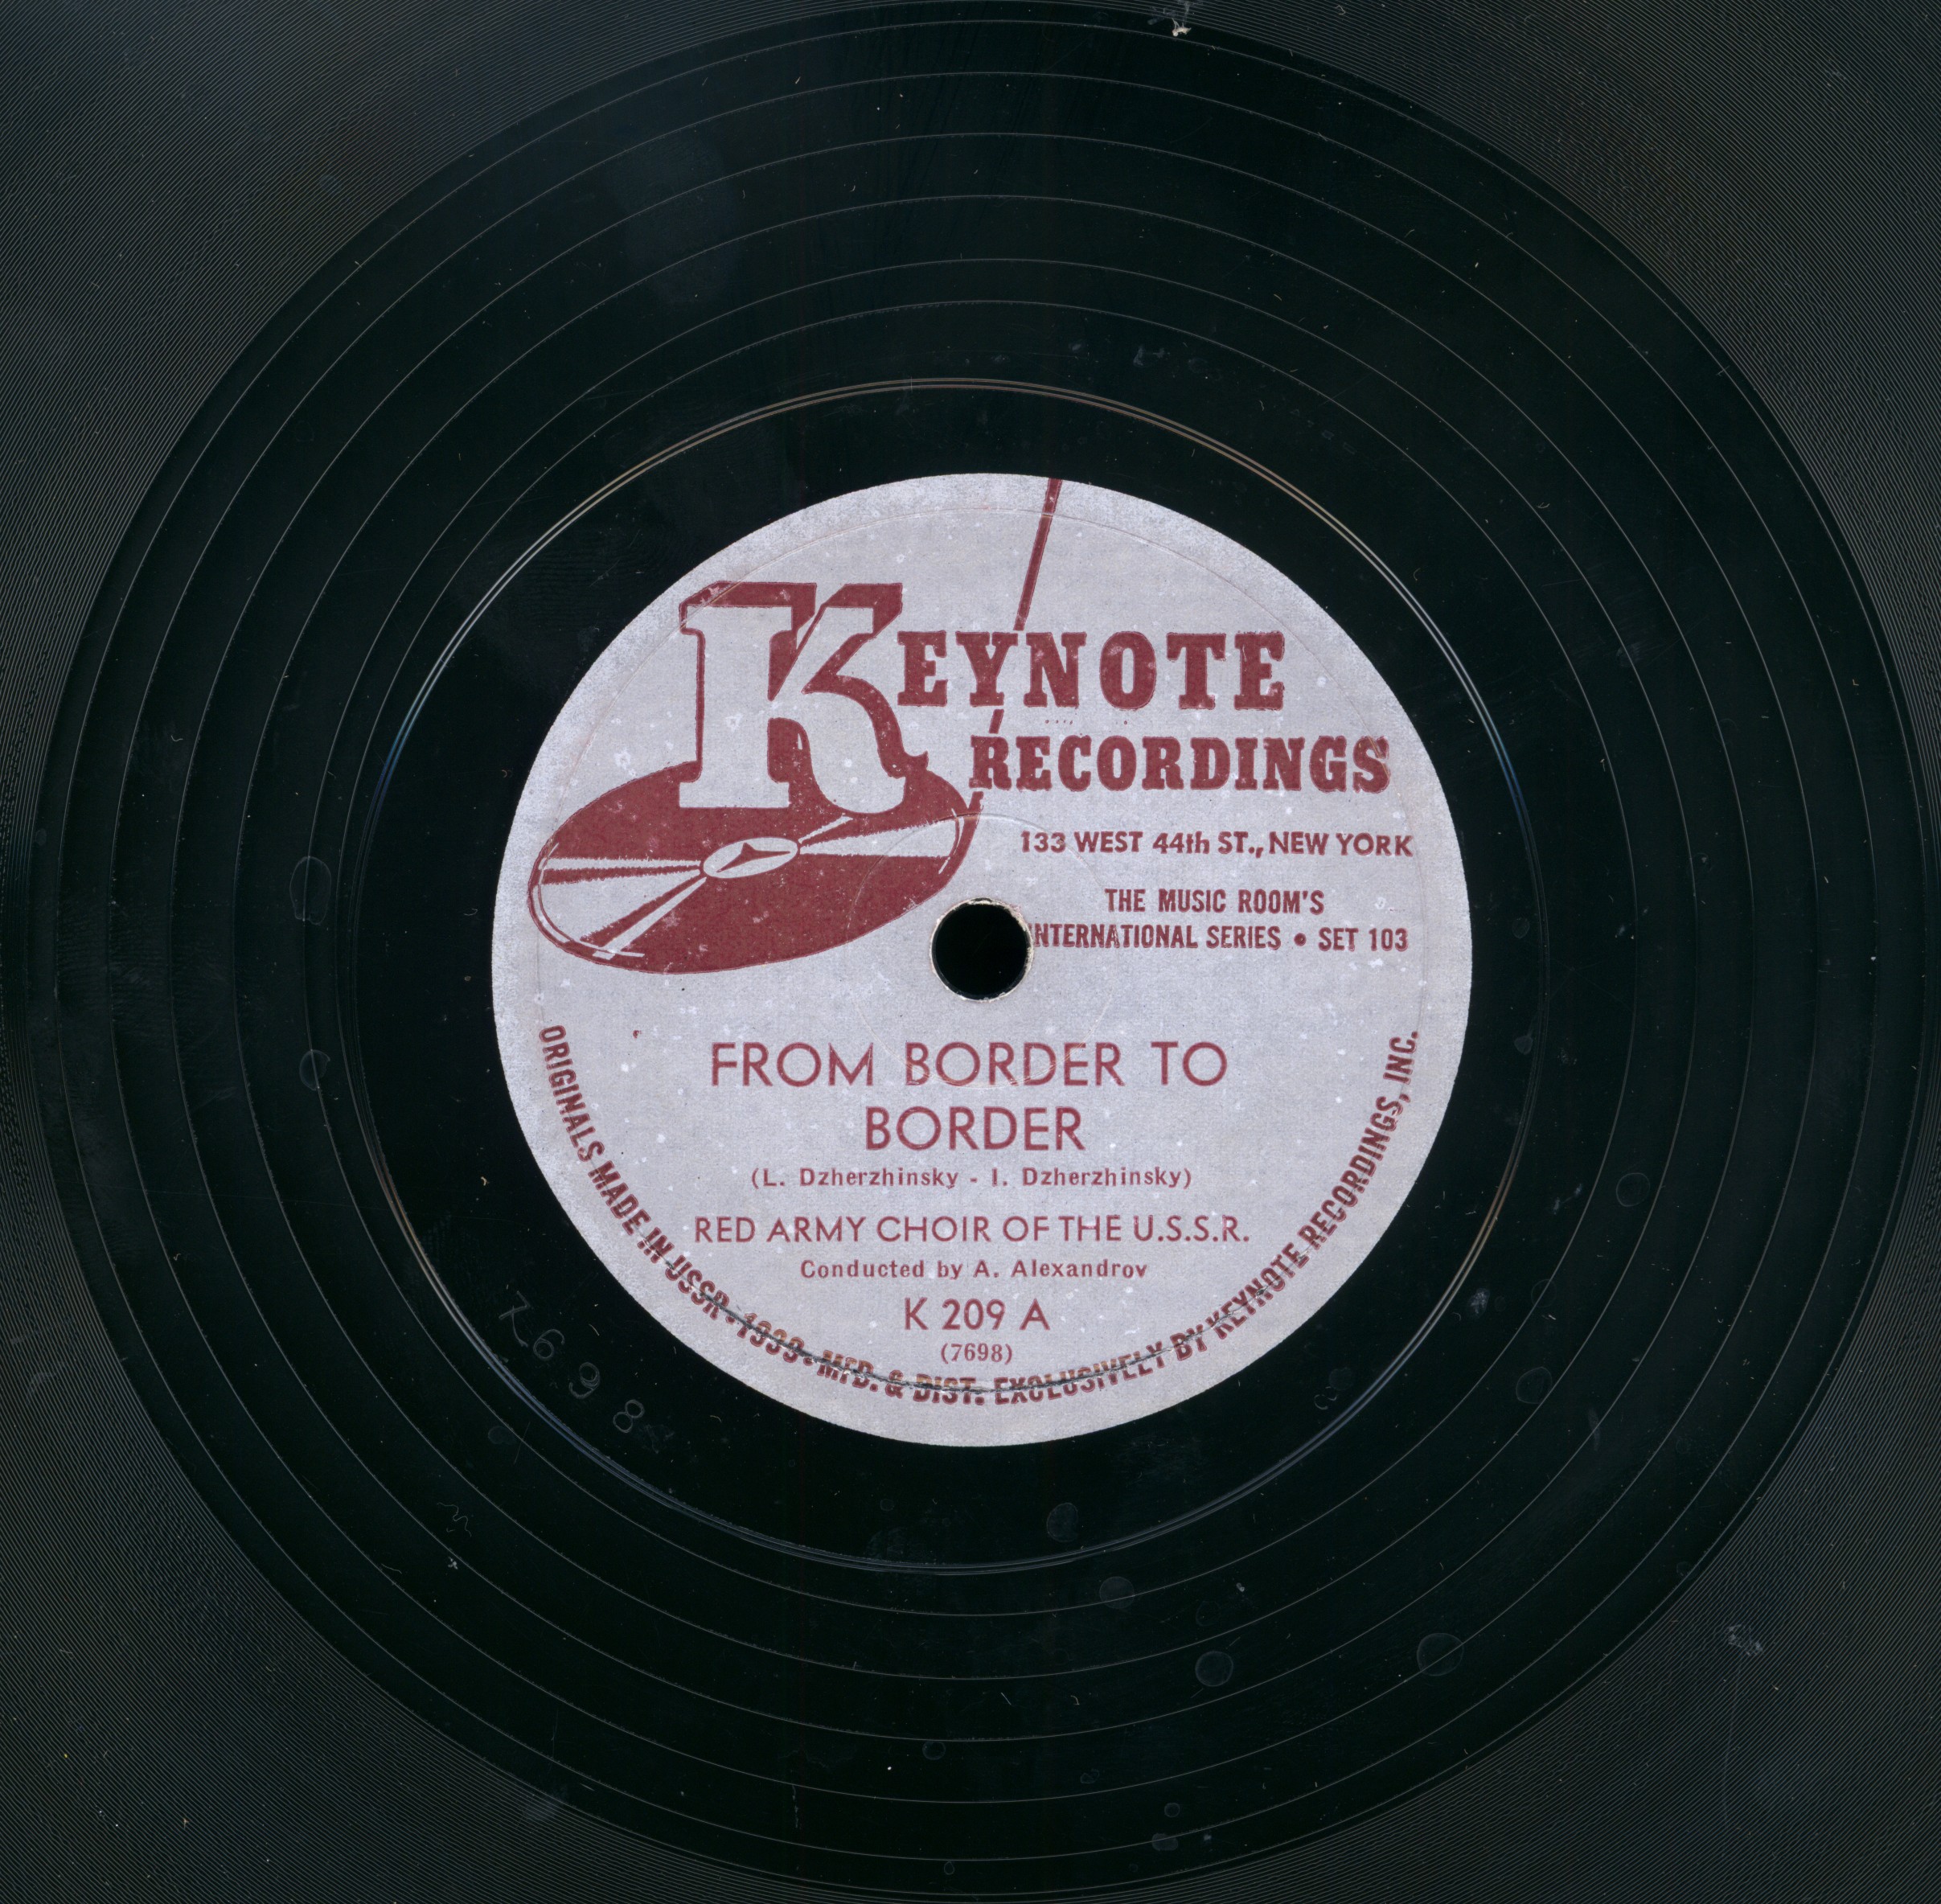 KEYNOTE
RECORDINGS
133 WEST 44th ST., NEW YORK
THE MUSIC ROOM'S
INTERNATIONAL SERIES • SET 103
FROM BORDER TO
BORDER
(L. Dzherzhinsky - I. Dzherzhinsky)
RED ARMY CHOIR OF THE U.S.S.R.
Conducted by A. Alexandrov
K 209 A
(7698)
ORIGINALS MADE IN USSR • 1939 • MFD. & DIST. EXCLUSIVELY BY KEYNOTE RECORDINGS, INC.
7698